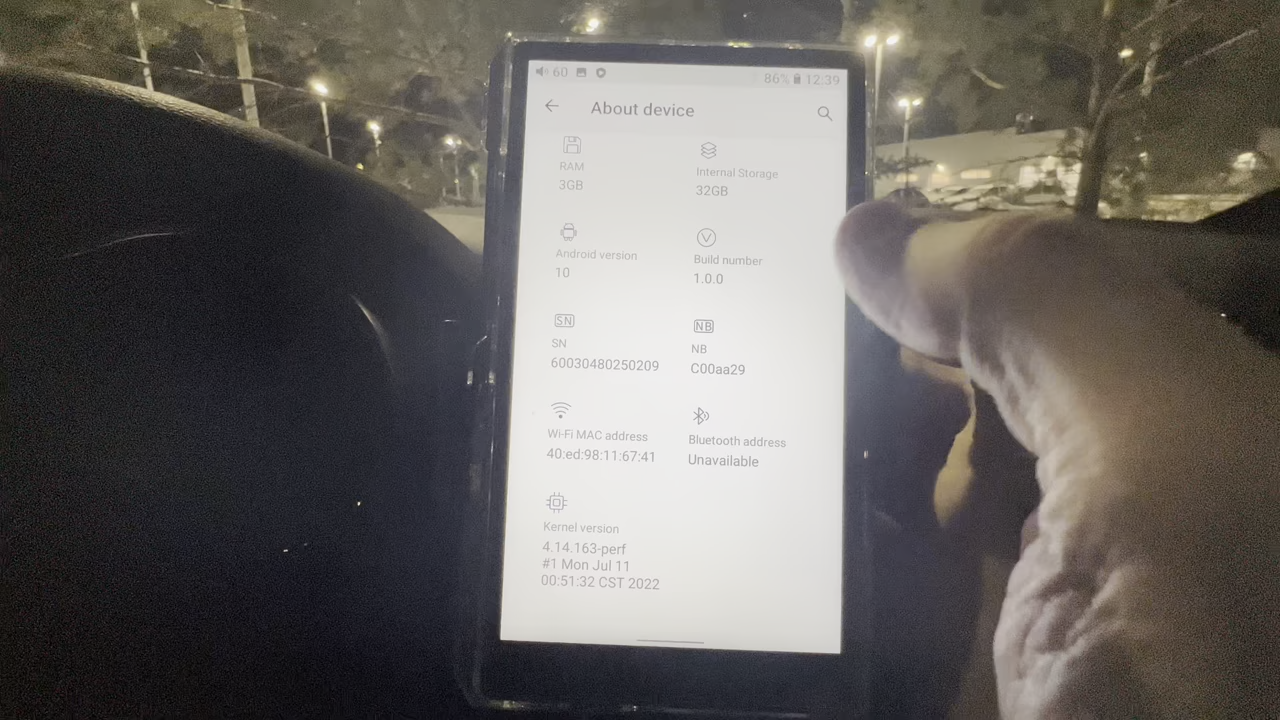 60
86% 12:39
About device
RAM
3GB
Internal Storage
32GB
Android version
10
Build number
1.0.0
SN
SN
60030480250209
NB
NB
C00aa29
Wi-Fi MAC address
40:ed:98:11:67:41
Bluetooth address
Unavailable
Kernel version
4.14.163-perf
#1 Mon Jul 11
00:51:32 CST 2022